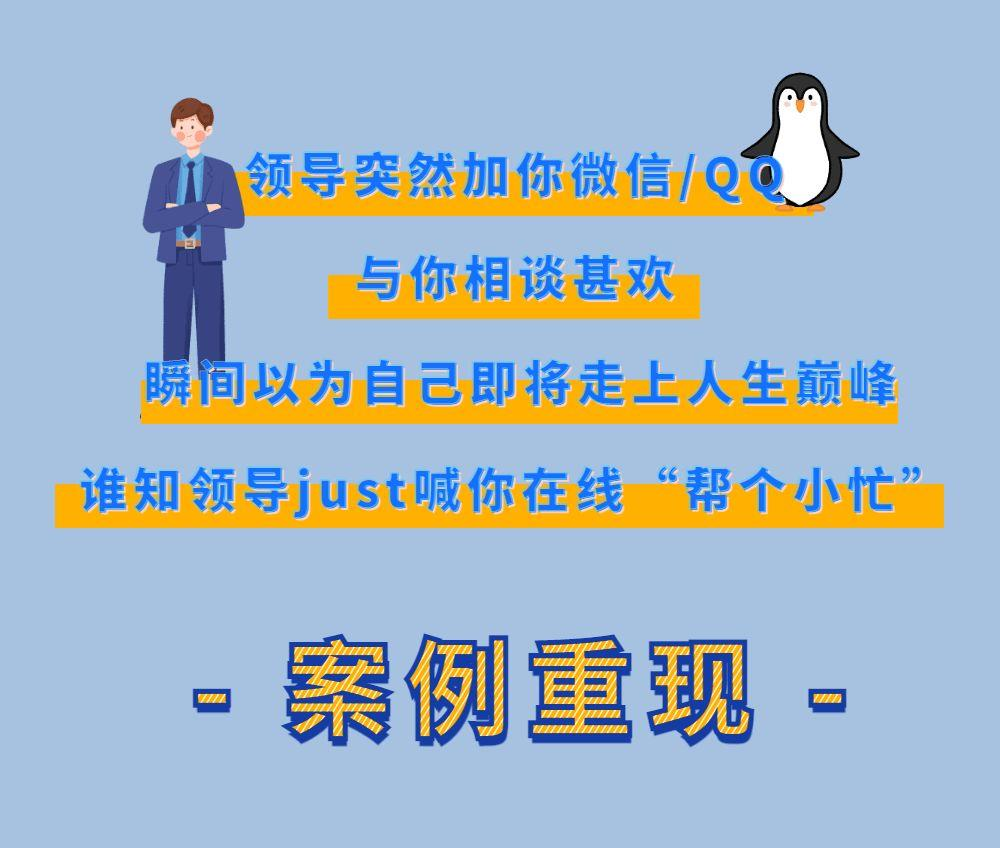 领导突然加你微信/QQ
与你相谈甚欢
瞬间以为自己即将走上人生巅峰
谁知领导just喊你在线“帮个小忙”
- 案例重现 -